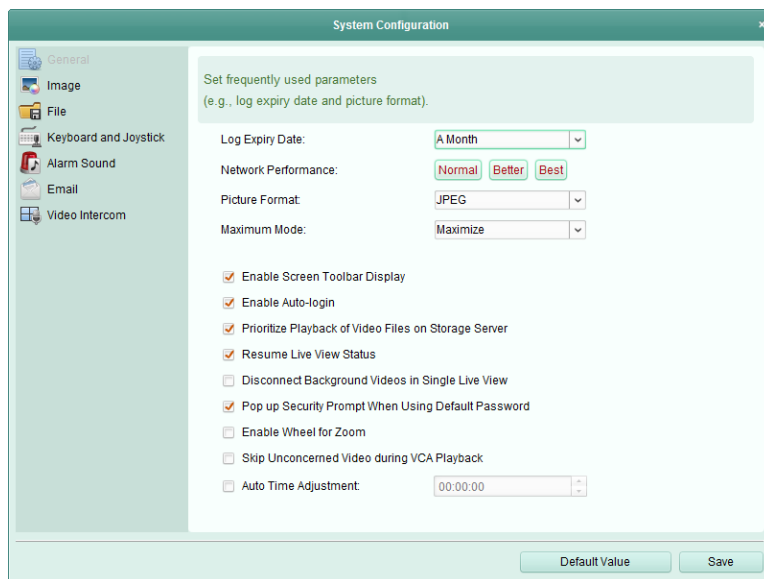 System Configuration
General
Image
File
Keyboard and Joystick
Alarm Sound
Email
Video Intercom
Set frequently used parameters
(e.g., log expiry date and picture format).
Log Expiry Date: A Month
Network Performance: Normal Better Best
Picture Format: JPEG
Maximum Mode: Maximize
Enable Screen Toolbar Display
Enable Auto-login
Prioritize Playback of Video Files on Storage Server
Resume Live View Status
Disconnect Background Videos in Single Live View
Pop up Security Prompt When Using Default Password
Enable Wheel for Zoom
Skip Unconcerned Video during VCA Playback
Auto Time Adjustment: 00:00:00
Default Value Save